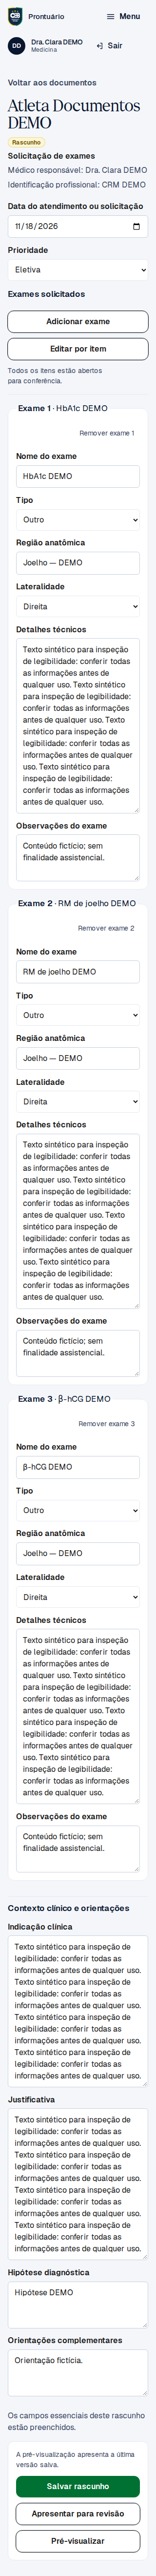 Prontuário
Menu
DD
Dra. Clara DEMO
Medicina
Sair
Voltar aos documentos
Atleta Documentos
DEMO
Rascunho
Solicitação de exames
Médico responsável: Dra. Clara DEMO
Identificação profissional: CRM DEMO
Data do atendimento ou solicitação
11/18/2026
Prioridade
Eletiva
Exames solicitados
Adicionar exame
Editar por item
Todos os itens estão abertos
para conferência.
Exame 1 · HbA1c DEMO
Remover exame 1
Nome do exame
HbA1c DEMO
Tipo
Outro
Região anatômica
Joelho — DEMO
Lateralidade
Direita
Detalhes técnicos
Texto sintético para inspeção
de legibilidade: conferir todas
as informações antes de
qualquer uso. Texto sintético
para inspeção de legibilidade:
conferir todas as informações
antes de qualquer uso. Texto
sintético para inspeção de
legibilidade: conferir todas as
informações antes de qualquer
uso. Texto sintético para
inspeção de legibilidade:
conferir todas as informações
antes de qualquer uso.
Observações do exame
Conteúdo fictício; sem
finalidade assistencial.
Exame 2 · RM de joelho DEMO
Remover exame 2
Nome do exame
RM de joelho DEMO
Tipo
Outro
Região anatômica
Joelho — DEMO
Lateralidade
Direita
Detalhes técnicos
Texto sintético para inspeção
de legibilidade: conferir todas
as informações antes de
qualquer uso. Texto sintético
para inspeção de legibilidade:
conferir todas as informações
antes de qualquer uso. Texto
sintético para inspeção de
legibilidade: conferir todas as
informações antes de qualquer
uso. Texto sintético para
inspeção de legibilidade:
conferir todas as informações
antes de qualquer uso.
Observações do exame
Conteúdo fictício; sem
finalidade assistencial.
Exame 3 · β-hCG DEMO
Remover exame 3
Nome do exame
β-hCG DEMO
Tipo
Outro
Região anatômica
Joelho — DEMO
Lateralidade
Direita
Detalhes técnicos
Texto sintético para inspeção
de legibilidade: conferir todas
as informações antes de
qualquer uso. Texto sintético
para inspeção de legibilidade:
conferir todas as informações
antes de qualquer uso. Texto
sintético para inspeção de
legibilidade: conferir todas as
informações antes de qualquer
uso. Texto sintético para
inspeção de legibilidade:
conferir todas as informações
antes de qualquer uso.
Observações do exame
Conteúdo fictício; sem
finalidade assistencial.
Contexto clínico e orientações
Indicação clínica
Texto sintético para inspeção de
legibilidade: conferir todas as
informações antes de qualquer uso.
Texto sintético para inspeção de
legibilidade: conferir todas as
informações antes de qualquer uso.
Texto sintético para inspeção de
legibilidade: conferir todas as
informações antes de qualquer uso.
Texto sintético para inspeção de
legibilidade: conferir todas as
informações antes de qualquer uso.
Justificativa
Texto sintético para inspeção de
legibilidade: conferir todas as
informações antes de qualquer uso.
Texto sintético para inspeção de
legibilidade: conferir todas as
informações antes de qualquer uso.
Texto sintético para inspeção de
legibilidade: conferir todas as
informações antes de qualquer uso.
Texto sintético para inspeção de
legibilidade: conferir todas as
informações antes de qualquer uso.
Hipótese diagnóstica
Hipótese DEMO
Orientações complementares
Orientação fictícia.
Os campos essenciais deste rascunho
estão preenchidos.
A pré-visualização apresenta a última
versão salva.
Salvar rascunho
Apresentar para revisão
Pré-visualizar